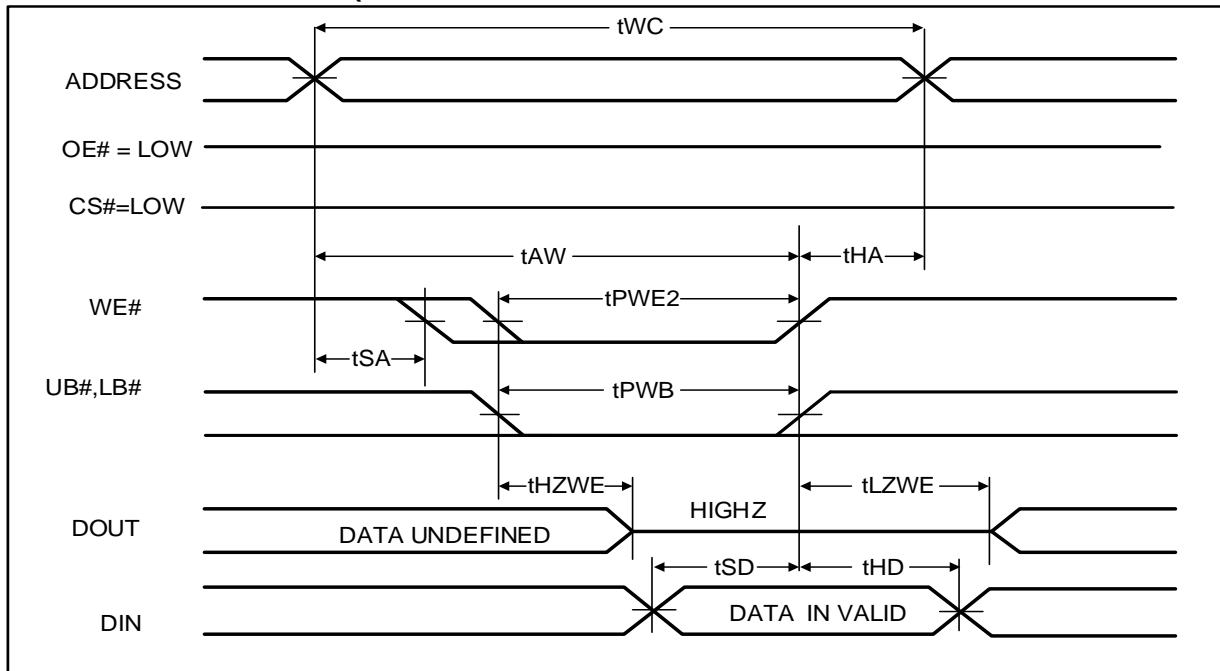 tWC
ADDRESS
OE# = LOW
CS#=LOW
tAW
tHA
WE#
tPWE2
tSA
UB#,LB#
tPWB
tHZWE
tLZWE
HIGHZ
DOUT
DATA UNDEFINED
tSD
tHD
DIN
DATA IN VALID